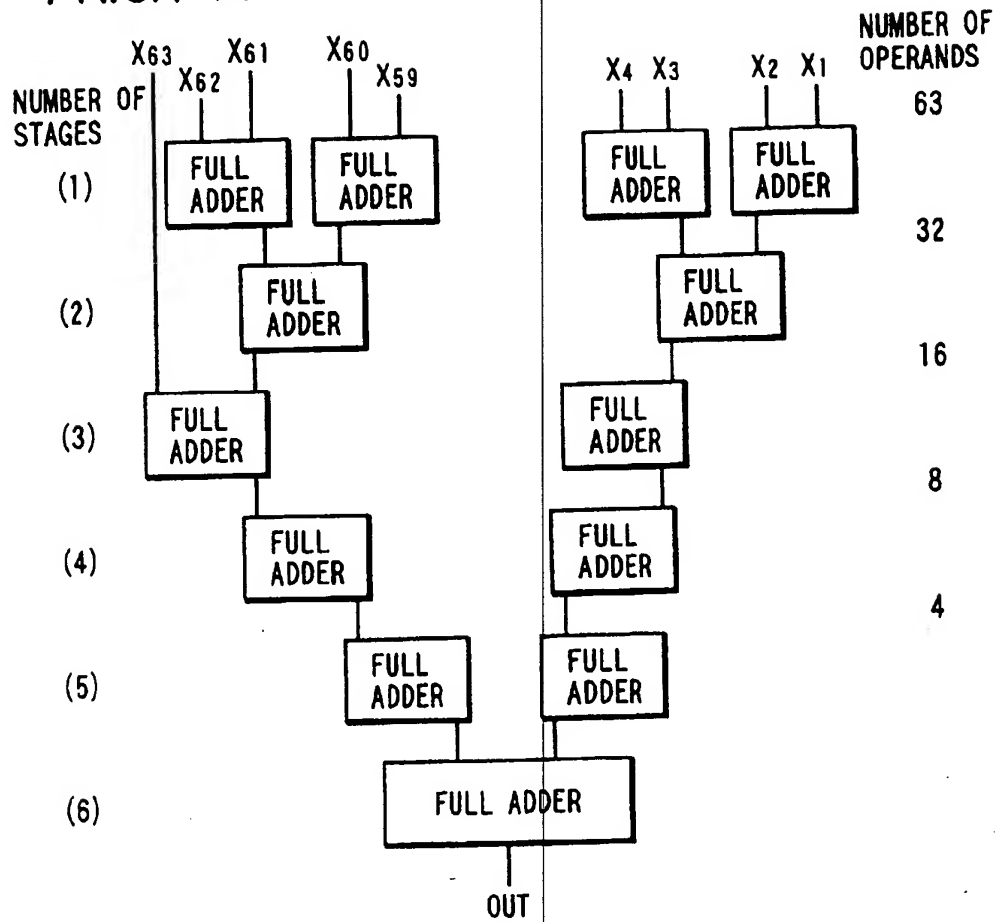 NUMBER OF
OPERANDS
X63 X62 X61 X60 X59 X4 X3 X2 X1
NUMBER OF
STAGES
63
(1)
FULL
ADDER
FULL
ADDER
FULL
ADDER
FULL
ADDER
32
(2)
FULL
ADDER
FULL
ADDER
16
(3)
FULL
ADDER
FULL
ADDER
8
(4)
FULL
ADDER
FULL
ADDER
4
(5)
FULL
ADDER
FULL
ADDER
(6)
FULL ADDER
OUT